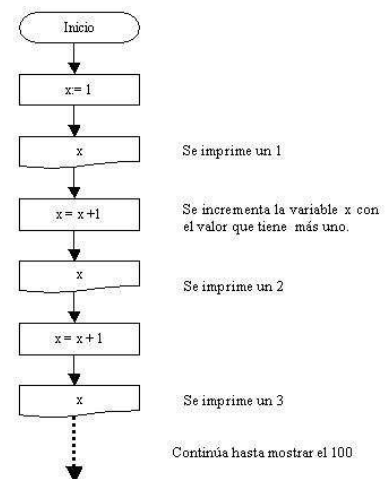 Inicio
x = 1
x
Se imprime un 1
x = x +1
Se incrementa la variable x con
el valor que tiene más uno.
x
Se imprime un 2
x = x + 1
x
Se imprime un 3
Continúa hasta mostrar el 100